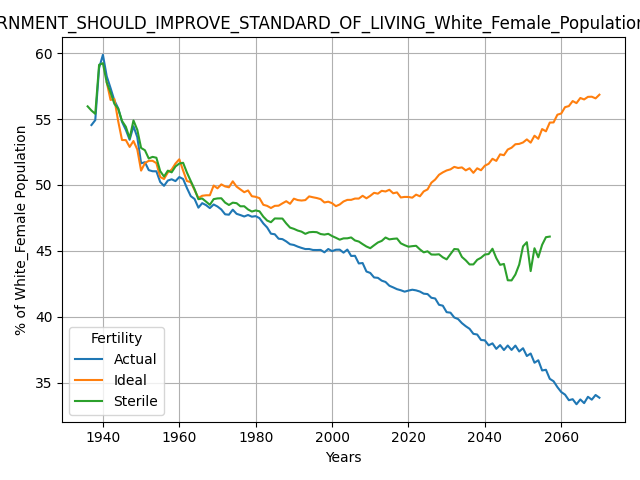 RNMENT_SHOULD_IMPROVE_STANDARD_OF_LIVING_White_Female_Population
% of White_Female Population
60
55
50
45
40
35
Fertility
Actual
Ideal
Sterile
1940
1960
1980
2000
2020
2040
2060
Years